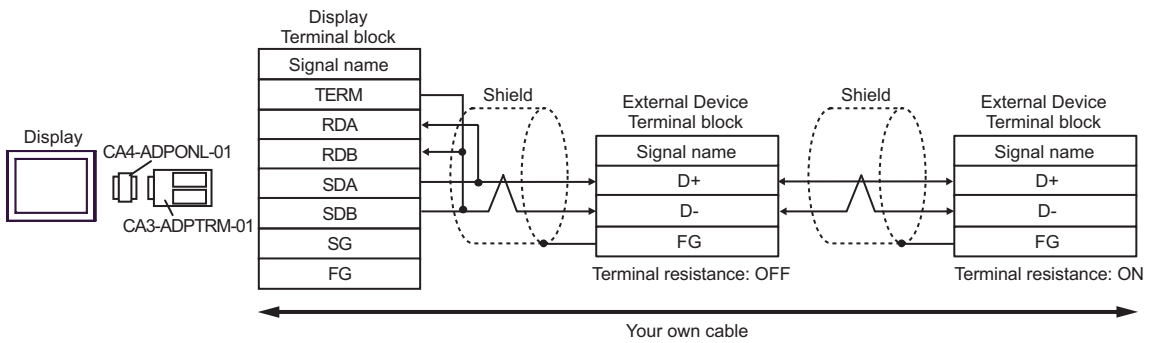 Display
CA4-ADPONL-01
CA3-ADPTRM-01
Display
Terminal block
Signal name
TERM
RDA
RDB
SDA
SDB
SG
FG
Shield
External Device
Terminal block
Signal name
D+
D-
FG
Terminal resistance: OFF
Shield
External Device
Terminal block
Signal name
D+
D-
FG
Terminal resistance: ON
Your own cable